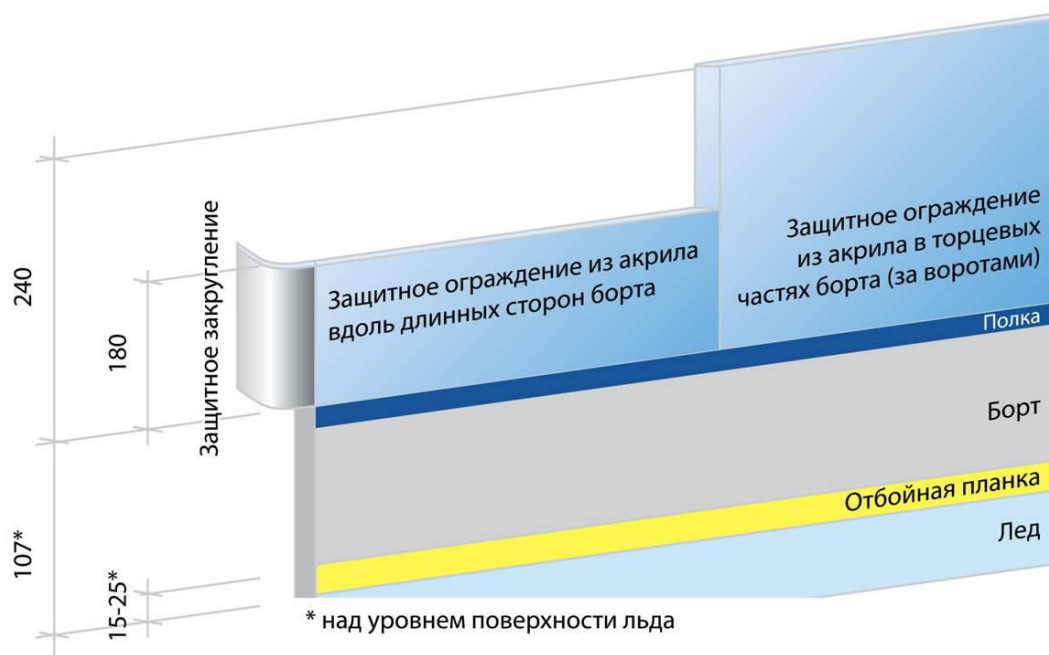 240
180
107*
15-25*
Защитное закругление
Защитное ограждение из акрила
вдоль длинных сторон борта
Защитное ограждение
из акрила в торцевых
частях борта (за воротами)
Полка
Борт
Отбойная планка
Лед
* над уровнем поверхности льда